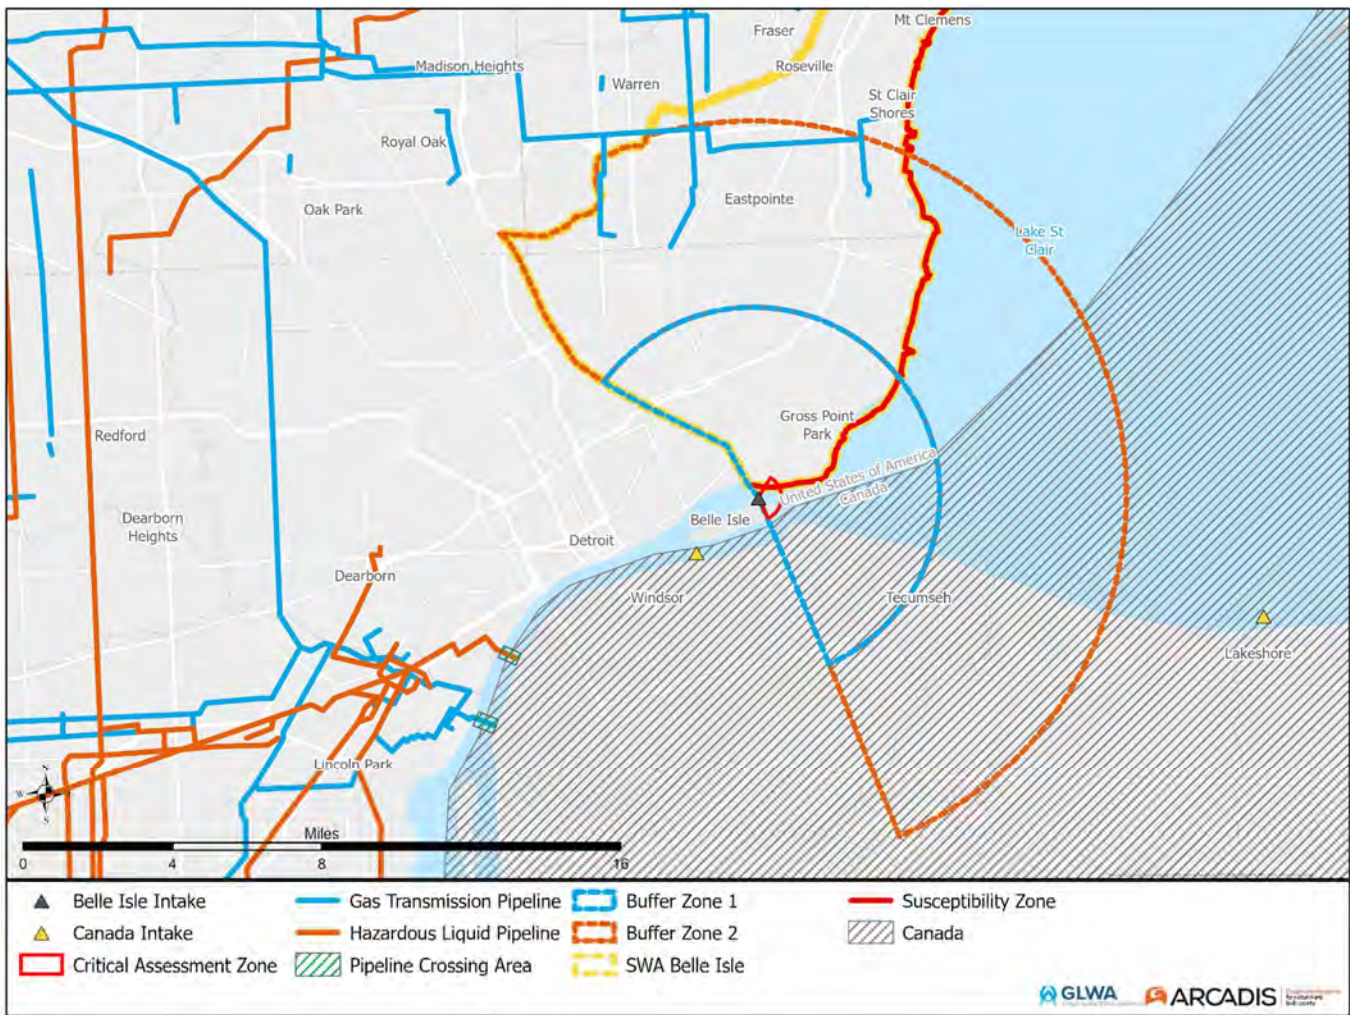 Mt Clemens
Fraser
Roseville
Madison Heights
Warren
St Clair
Shores
Royal Oak
Eastpointe
Oak Park
Lake St
Clair
Gross Point
Park
Redford
United States of America
Canada
Dearborn
Heights
Belle Isle
Detroit
Dearborn
Windsor
Tecumseh
Lakeshore
Lincoln Park
N
W
S
Miles
0 4 8 16
Belle Isle Intake
Gas Transmission Pipeline
Buffer Zone 1
Susceptibility Zone
Canada Intake
Hazardous Liquid Pipeline
Buffer Zone 2
Canada
Critical Assessment Zone
Pipeline Crossing Area
SWA Belle Isle
GLWA
ARCADIS